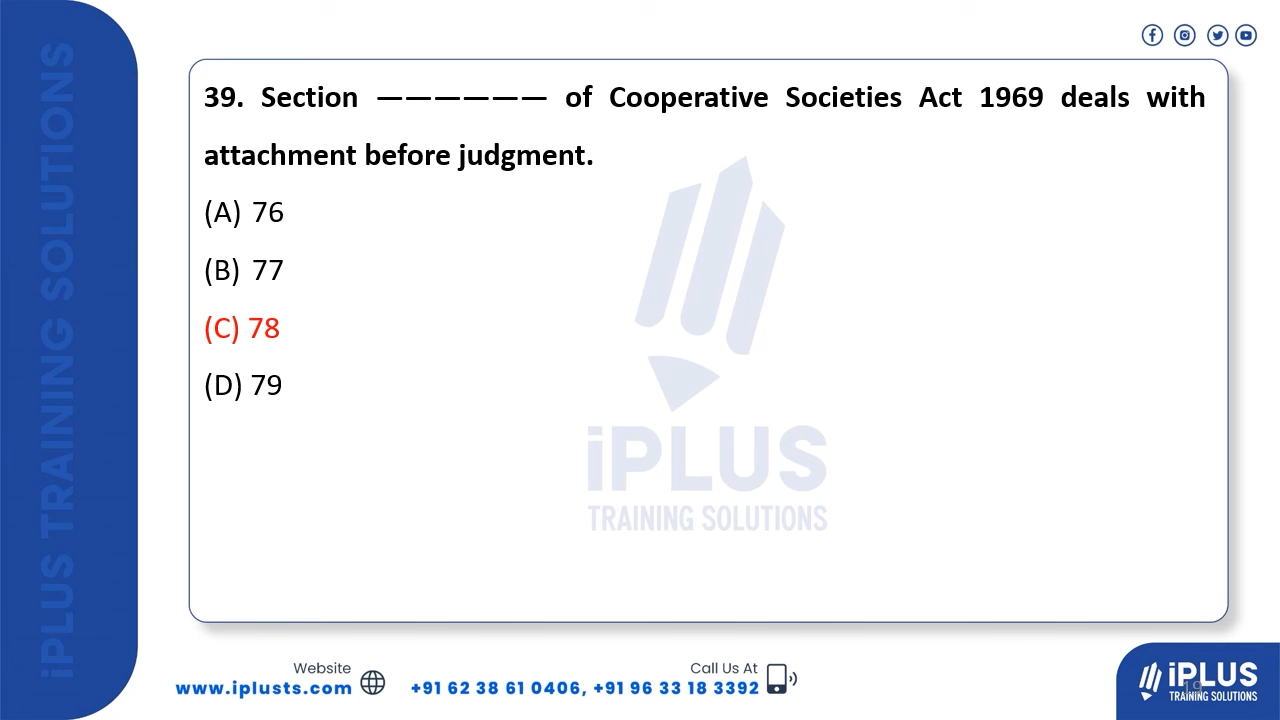 iPLUS TRAINING SOLUTIONS
39. Section —————— of Cooperative Societies Act 1969 deals with
attachment before judgment.
(A) 76
(B) 77
(C) 78
(D) 79
iPLUS
TRAINING SOLUTIONS
Website
www.iplusts.com
Call Us At
+91 62 38 61 0406, +91 96 33 18 3392
iPLUS
TRAINING SOLUTIONS